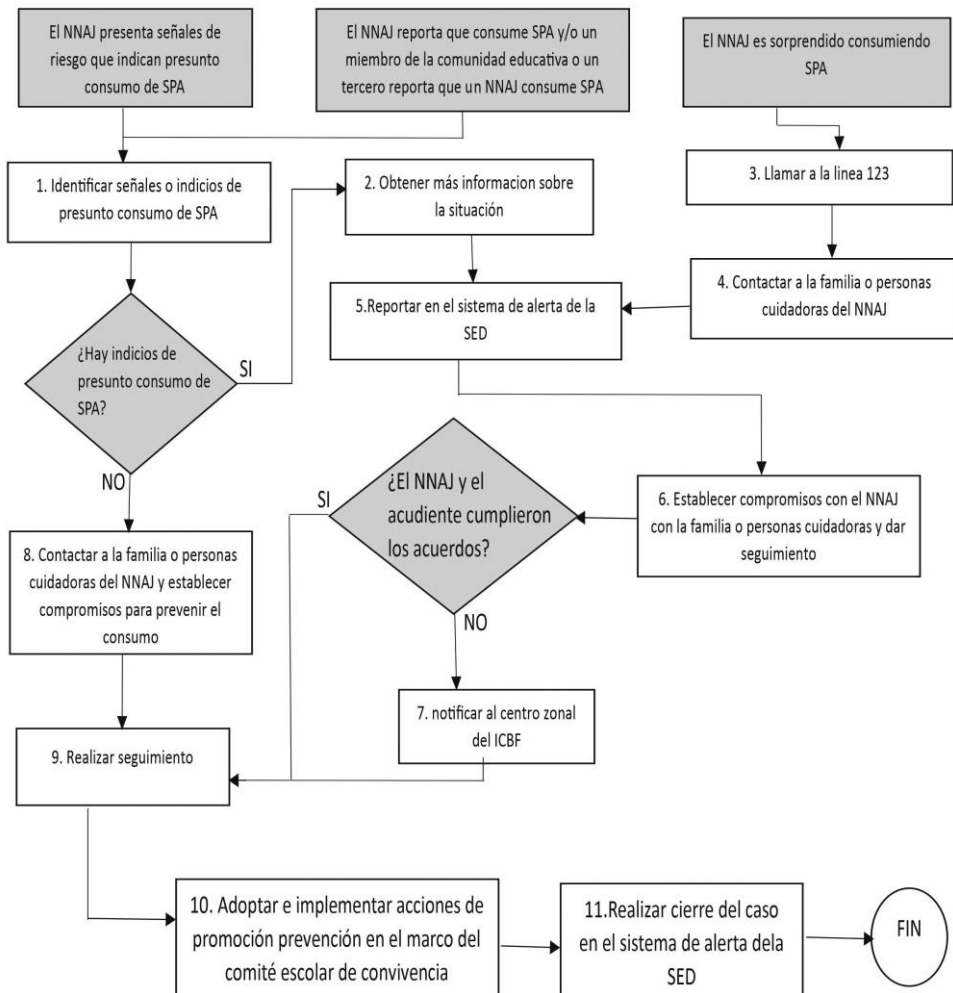 El NNAJ presenta señales de
riesgo que indican presunto
consumo de SPA
El NNAJ reporta que consume SPA y/o un
miembro de la comunidad educativa o un
tercero reporta que un NNAJ consume SPA
El NNAJ es sorprendido consumiendo
SPA
1. Identificar señales o indicios de
presunto consumo de SPA
2. Obtener más informacion sobre
la situación
3. Llamar a la linea 123
4. Contactar a la familia o personas
cuidadoras del NNAJ
5.Reportar en el sistema de alerta de la
SED
¿Hay indicios de
presunto consumo de
SPA?
SI
NO
¿El NNAJ y el
acudiente cumplieron
los acuerdos?
SI
NO
6. Establecer compromisos con el NNAJ
con la familia o personas cuidadoras y dar
seguimiento
8. Contactar a la familia o personas
cuidadoras del NNAJ y establecer
compromisos para prevenir el
consumo
7. notificar al centro zonal
del ICBF
9. Realizar seguimiento
10. Adoptar e implementar acciones de
promoción prevención en el marco del
comité escolar de convivencia
11.Realizar cierre del caso
en el sistema de alerta dela
SED
FIN